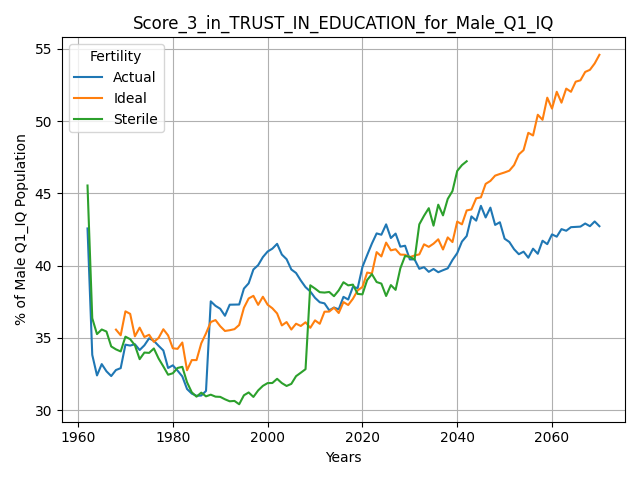 Score_3_in_TRUST_IN_EDUCATION_for_Male_Q1_IQ
Fertility
Actual
Ideal
Sterile
% of Male Q1_IQ Population
55
50
45
40
35
30
1960 1980 2000 2020 2040 2060
Years